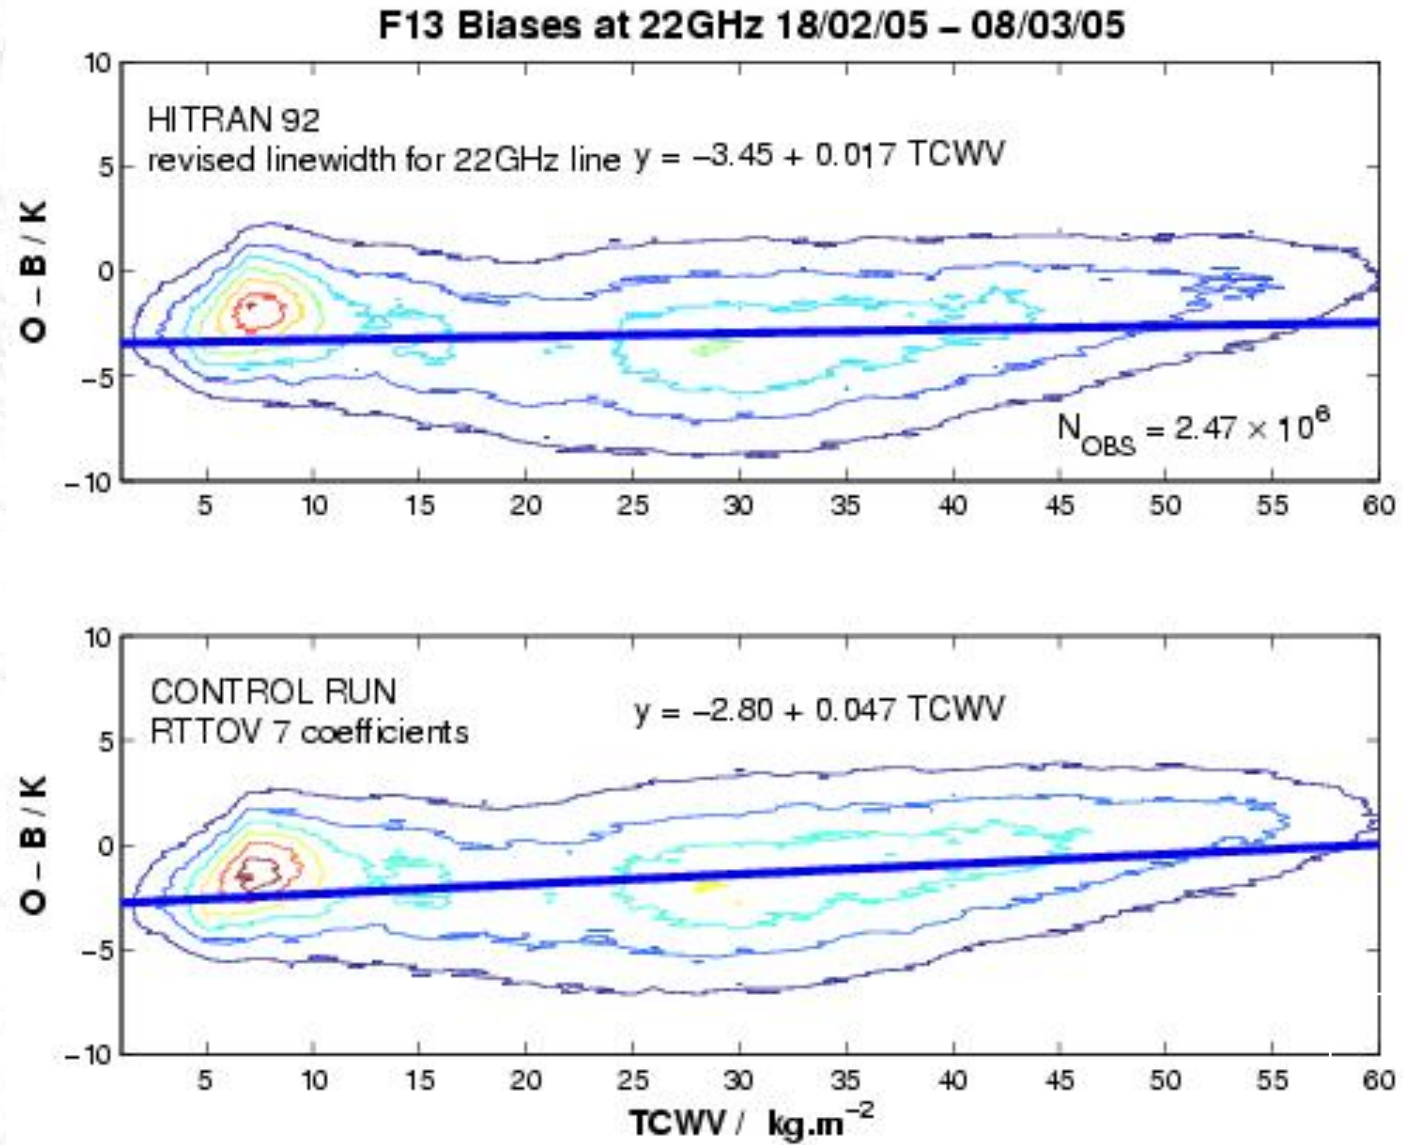 F13 Biases at 22GHz 18/02/05 – 08/03/05
10
5
0
−5
−10
O – B / K
HITRAN 92
revised linewidth for 22GHz line y = −3.45 + 0.017 TCWV
N_OBS = 2.47 × 10^6
5 10 15 20 25 30 35 40 45 50 55 60
10
5
0
−5
−10
O – B / K
CONTROL RUN
RTTOV 7 coefficients
y = −2.80 + 0.047 TCWV
5 10 15 20 25 30 35 40 45 50 55 60
TCWV / kg.m^−2